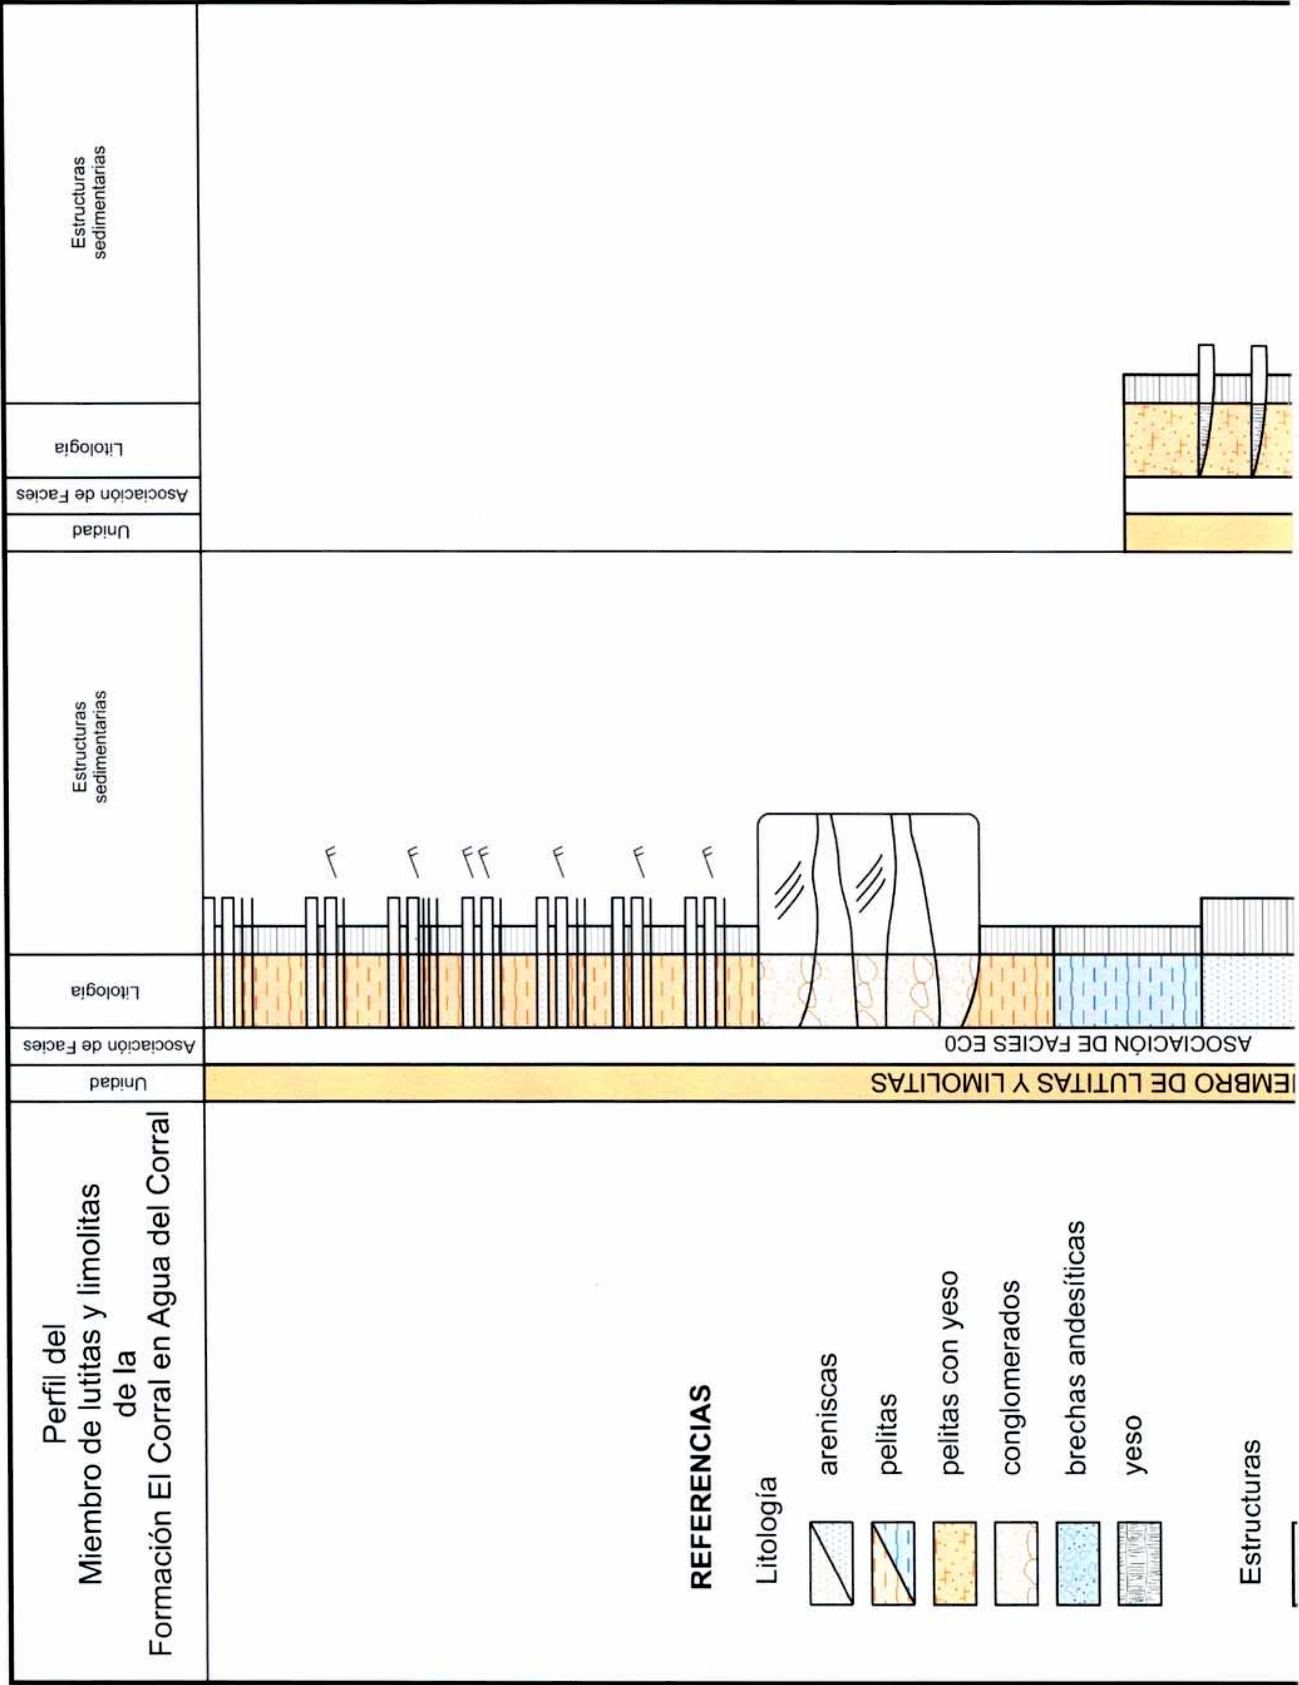 Perfil del
Miembro de lutitas y limolitas
de la
Formación El Corral en Agua del Corral
Unidad
Asociación de Facies
Litología
Estructuras
sedimentarias
Unidad
Asociación de Facies
Litología
Estructuras
sedimentarias
IEMBRO DE LUTITAS Y LIMOLITAS
ASOCIACIÓN DE FACIES EC0
REFERENCIAS
Litología
areniscas
pelitas
pelitas con yeso
conglomerados
brechas andesíticas
yeso
Estructuras